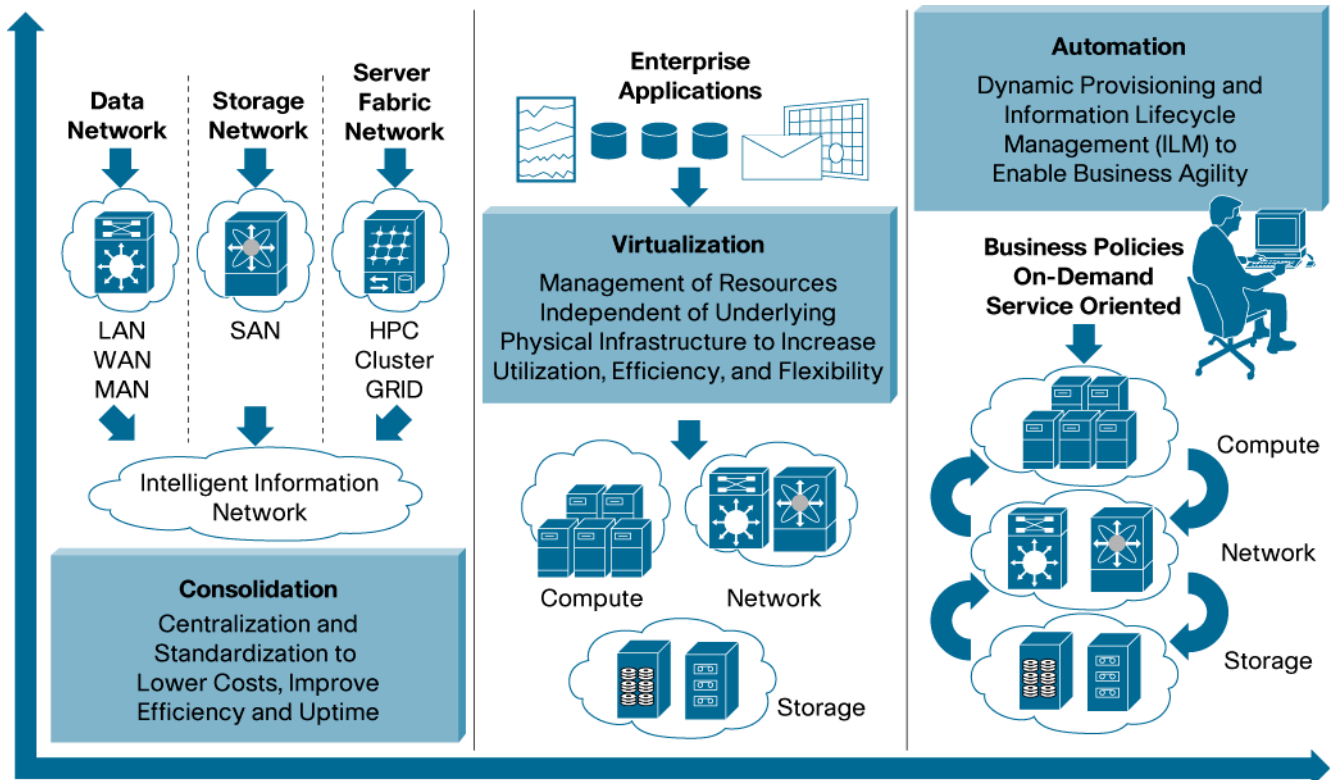 Data
Network
Storage
Network
Server
Fabric
Network
LAN
WAN
MAN
SAN
HPC
Cluster
GRID
Intelligent Information
Network
Consolidation
Centralization and
Standardization to
Lower Costs, Improve
Efficiency and Uptime
Enterprise
Applications
Virtualization
Management of Resources
Independent of Underlying
Physical Infrastructure to Increase
Utilization, Efficiency, and Flexibility
Compute
Network
Storage
Automation
Dynamic Provisioning and
Information Lifecycle
Management (ILM) to
Enable Business Agility
Business Policies
On-Demand
Service Oriented
Compute
Network
Storage